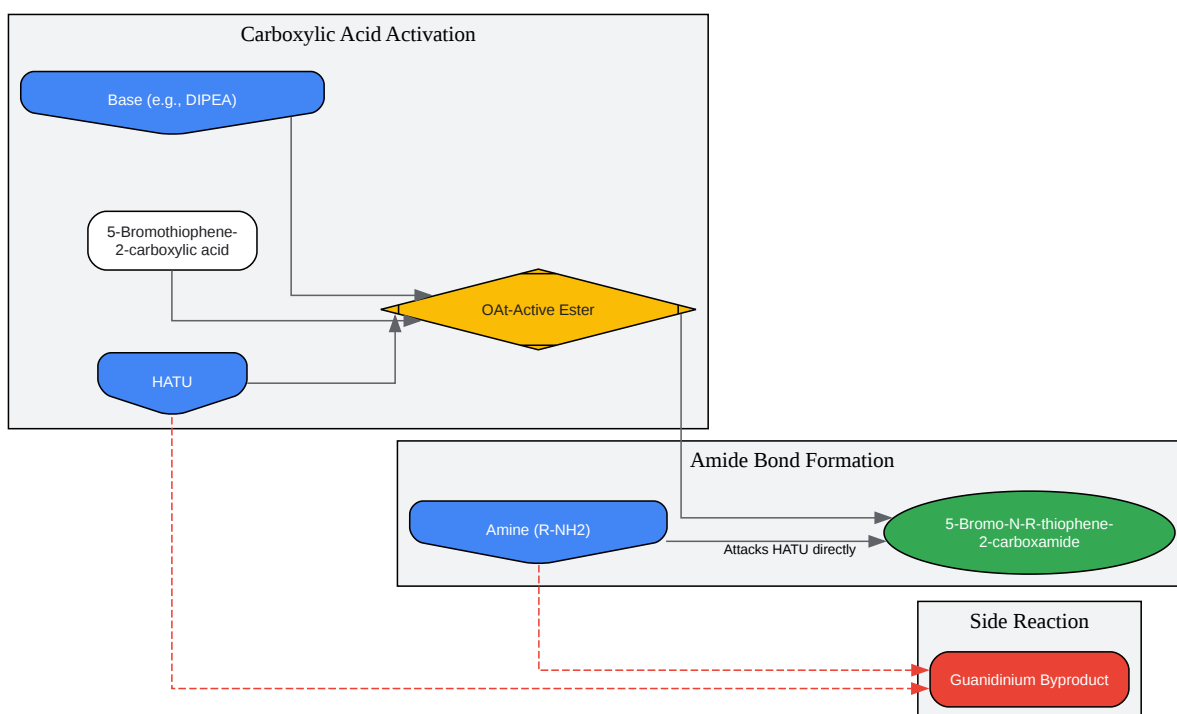 Carboxylic Acid Activation
Base (e.g., DIPEA)
5-Bromothiophene-
2-carboxylic acid
OAt-Active Ester
HATU
Amide Bond Formation
Amine (R-NH2)
Attacks HATU directly
5-Bromo-N-R-thiophene-
2-carboxamide
Side Reaction
Guanidinium Byproduct